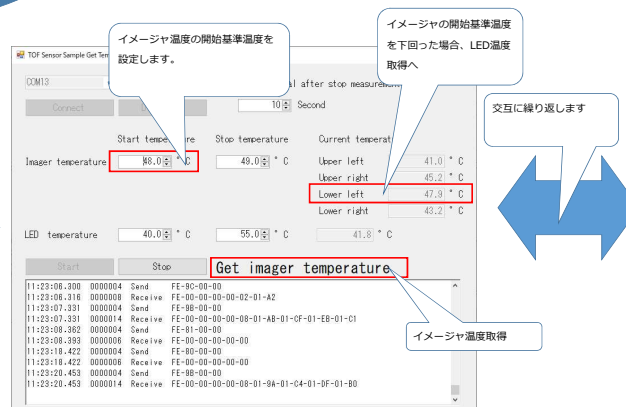 イメージャ温度の開始基準温度を
設定します。
イメージャの開始基準温度
を下回った場合、LED温度
取得へ
交互に繰り返します
TOF Sensor Sample Get Tem
COM13
al after stop measurement
Connect
10 Second
Start temperature Stop temperature Current temperat
Imager temperature 48.0 ° C 49.0 ° C Upper left 41.0 ° C
Upper right 45.2 ° C
Lower left 47.9 ° C
Lower right 43.2 ° C
LED temperature 40.0 ° C 55.0 ° C 41.8 ° C
Start Stop Get imager temperature
11:23:06.300 0000004 Send FE-9C-00-00
11:23:06.316 0000008 Receive FE-00-00-00-00-02-01-A2
11:23:07.331 0000004 Send FE-9B-00-00
11:23:07.331 0000014 Receive FE-00-00-00-00-08-01-AB-01-CF-01-EB-01-C1
11:23:08.362 0000004 Send FE-81-00-00
11:23:08.393 0000006 Receive FE-00-00-00-00-00
11:23:18.422 0000004 Send FE-80-00-00
11:23:18.422 0000006 Receive FE-00-00-00-00-00
11:23:20.453 0000004 Send FE-9B-00-00
11:23:20.453 0000014 Receive FE-00-00-00-00-08-01-9A-01-C4-01-DF-01-B0
イメージャ温度取得